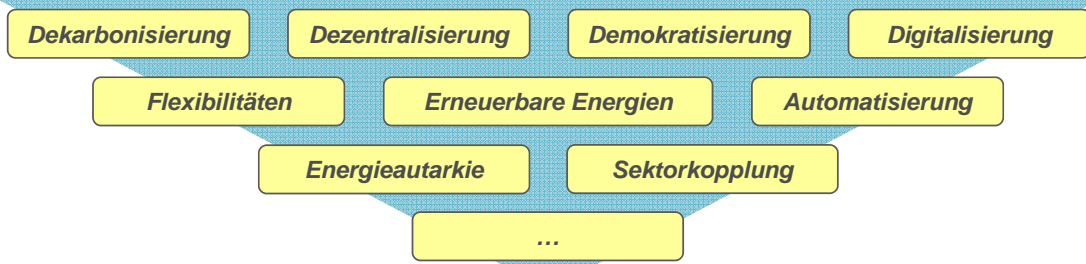 Dekarbonisierung Dezentralisierung Demokratisierung Digitalisierung
Flexibilitäten Erneuerbare Energien Automatisierung
Energieautarkie Sektorkopplung
…